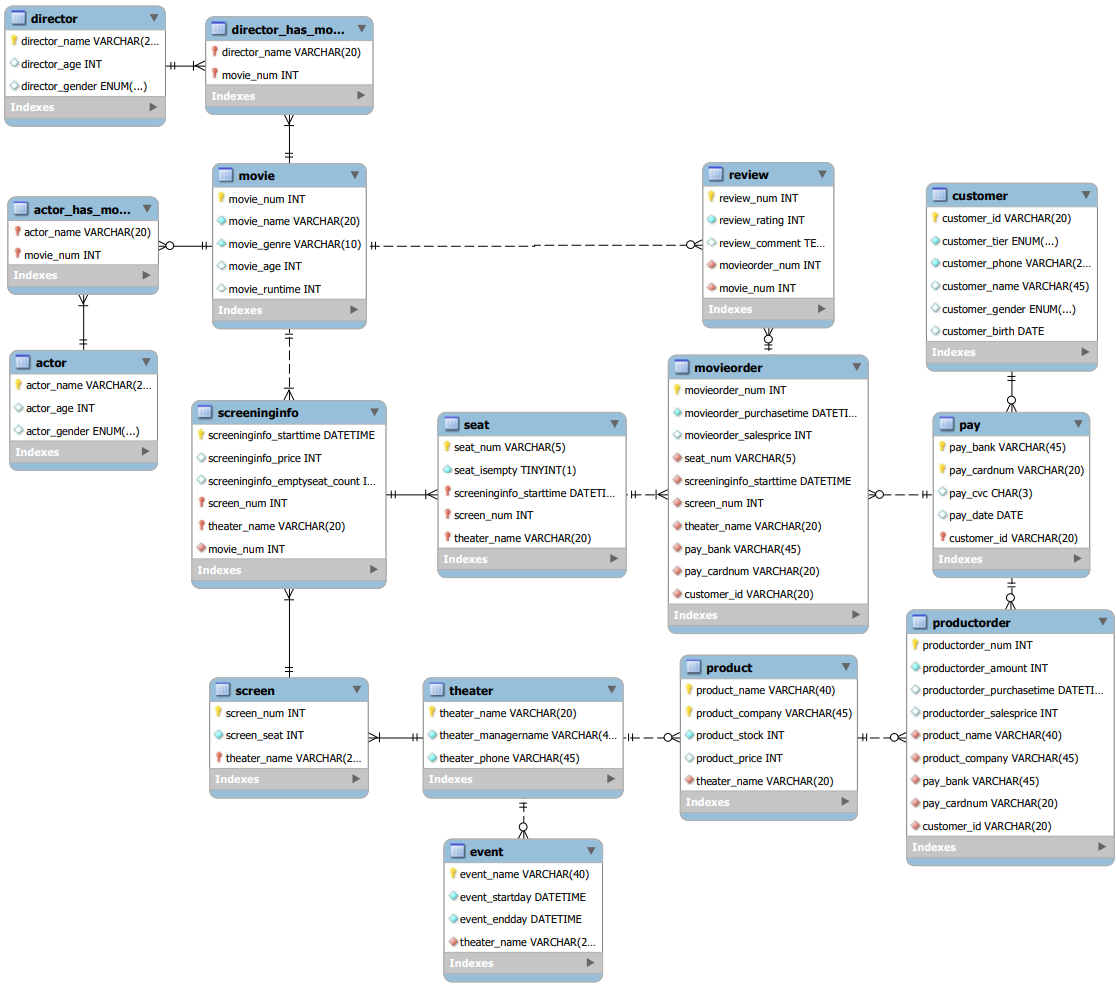 director
director_name VARCHAR(2...
director_age INT
director_gender ENUM(...)
Indexes
director_has_mo...
director_name VARCHAR(20)
movie_num INT
Indexes
movie
movie_num INT
movie_name VARCHAR(20)
movie_genre VARCHAR(10)
movie_age INT
movie_runtime INT
Indexes
review
review_num INT
review_rating INT
review_comment TE...
movieorder_num INT
movie_num INT
Indexes
customer
customer_id VARCHAR(20)
customer_tier ENUM(...)
customer_phone VARCHAR(2...
customer_name VARCHAR(45)
customer_gender ENUM(...)
customer_birth DATE
Indexes
actor_has_mo...
actor_name VARCHAR(20)
movie_num INT
Indexes
actor
actor_name VARCHAR(2...
actor_age INT
actor_gender ENUM(...)
Indexes
screeninginfo
screeninginfo_starttime DATETIME
screeninginfo_price INT
screeninginfo_emptyseat_count I...
screen_num INT
theater_name VARCHAR(20)
movie_num INT
Indexes
seat
seat_num VARCHAR(5)
seat_isempty TINYINT(1)
screeninginfo_starttime DATETI...
screen_num INT
theater_name VARCHAR(20)
Indexes
movieorder
movieorder_num INT
movieorder_purchasetime DATETI...
movieorder_salesprice INT
seat_num VARCHAR(5)
screeninginfo_starttime DATETIME
screen_num INT
theater_name VARCHAR(20)
pay_bank VARCHAR(45)
pay_cardnum VARCHAR(20)
customer_id VARCHAR(20)
Indexes
pay
pay_bank VARCHAR(45)
pay_cardnum VARCHAR(20)
pay_cvc CHAR(3)
pay_date DATE
customer_id VARCHAR(20)
Indexes
screen
screen_num INT
screen_seat INT
theater_name VARCHAR(2...
Indexes
theater
theater_name VARCHAR(20)
theater_managername VARCHAR(4...
theater_phone VARCHAR(45)
Indexes
product
product_name VARCHAR(40)
product_company VARCHAR(45)
product_stock INT
product_price INT
theater_name VARCHAR(20)
Indexes
productorder
productorder_num INT
productorder_amount INT
productorder_purchasetime DATETI...
productorder_salesprice INT
product_name VARCHAR(40)
product_company VARCHAR(45)
pay_bank VARCHAR(45)
pay_cardnum VARCHAR(20)
customer_id VARCHAR(20)
Indexes
event
event_name VARCHAR(40)
event_startday DATETIME
event_endday DATETIME
theater_name VARCHAR(2...
Indexes